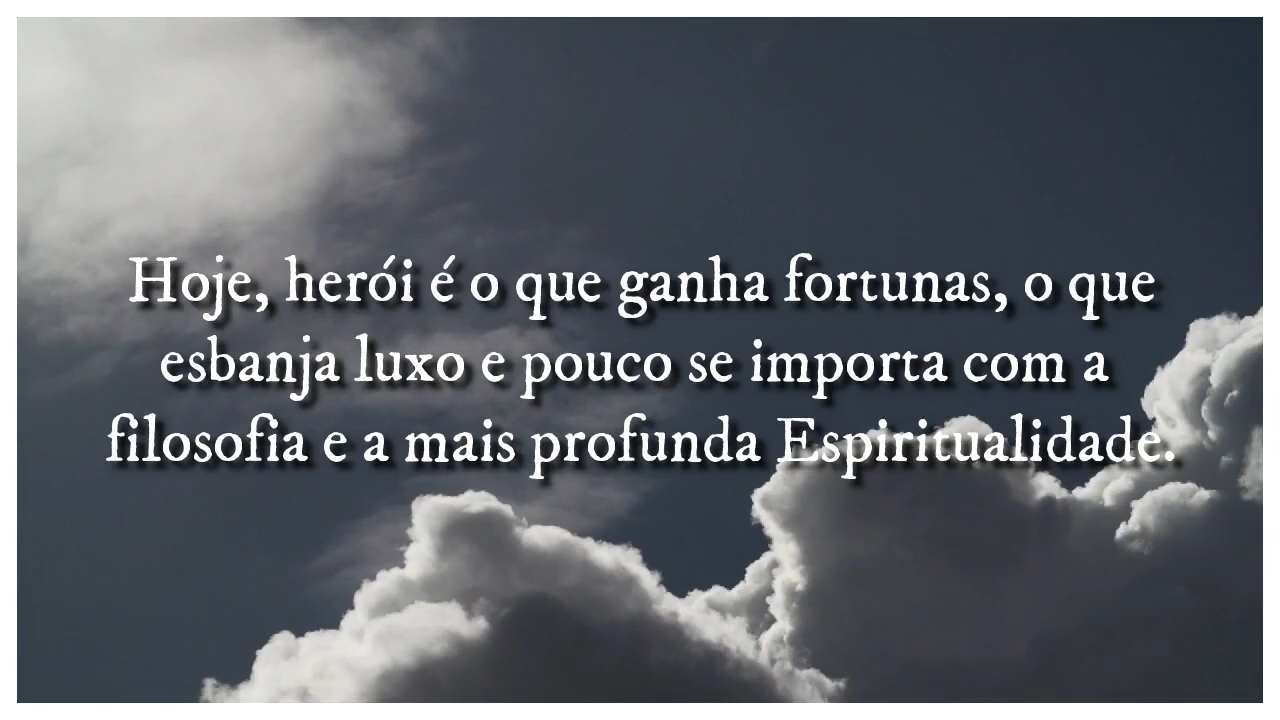 Hoje, herói é o que ganha fortunas, o que
esbanja luxo e pouco se importa com a
filosofia e a mais profunda Espiritualidade.